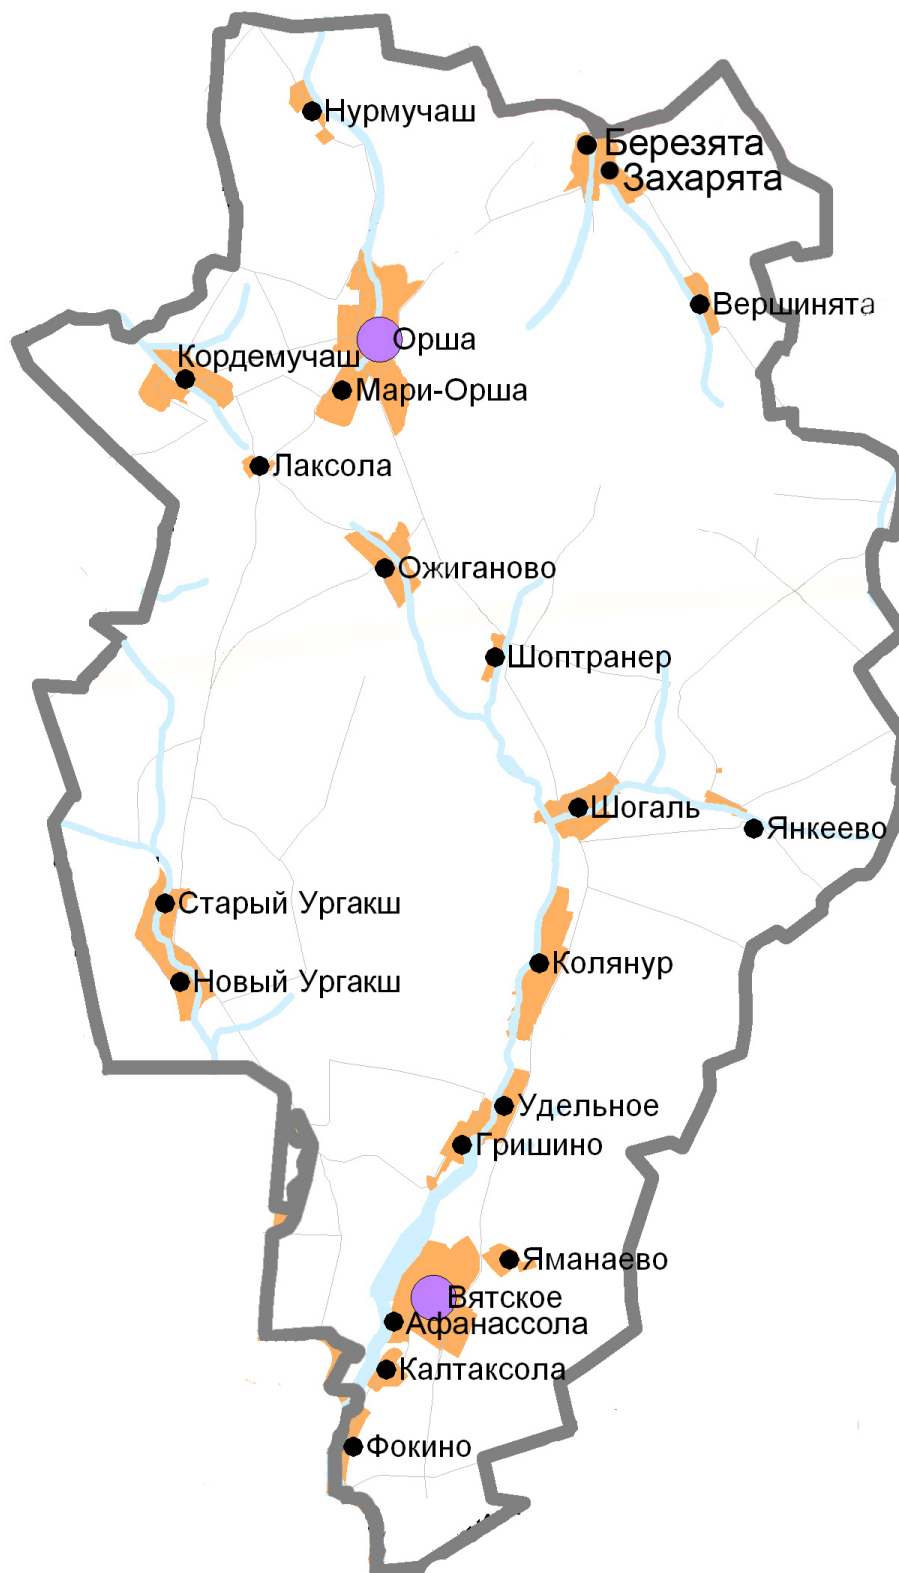 Нурмучаш
Березята
Захарята
Вершинята
Орша
Кордемучаш
Мари-Орша
Лаксола
Ожиганово
Шоптранер
Шогаль
Янкеево
Старый Ургакш
Колянур
Новый Ургакш
Удельное
Гришино
Яманаево
Вятское
Афанассола
Калтаксола
Фокино